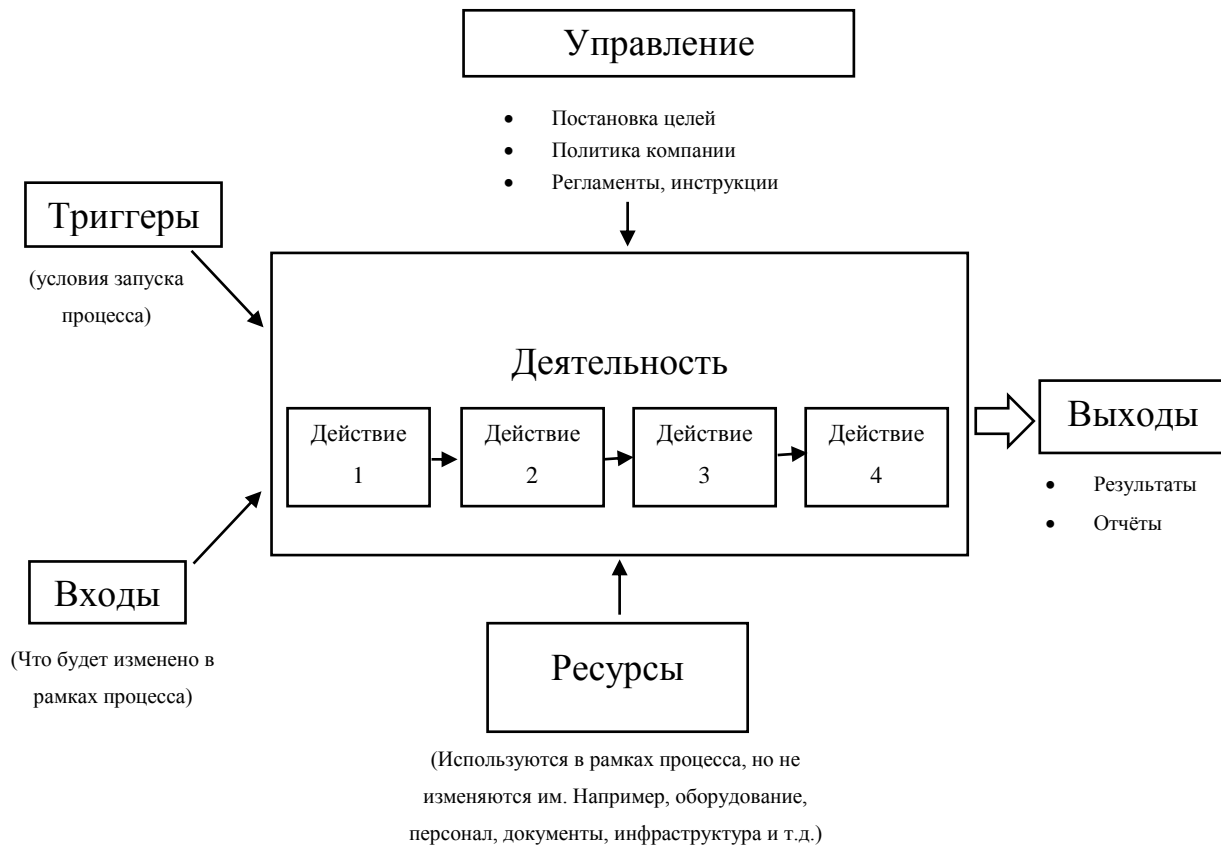 Управление
• Постановка целей
• Политика компании
• Регламенты, инструкции
Триггеры
(условия запуска
процесса)
Деятельность
Действие
1
Действие
2
Действие
3
Действие
4
Выходы
• Результаты
• Отчёты
Входы
(Что будет изменено в
рамках процесса)
Ресурсы
(Используются в рамках процесса, но не
изменяются им. Например, оборудование,
персонал, документы, инфраструктура и т.д.)